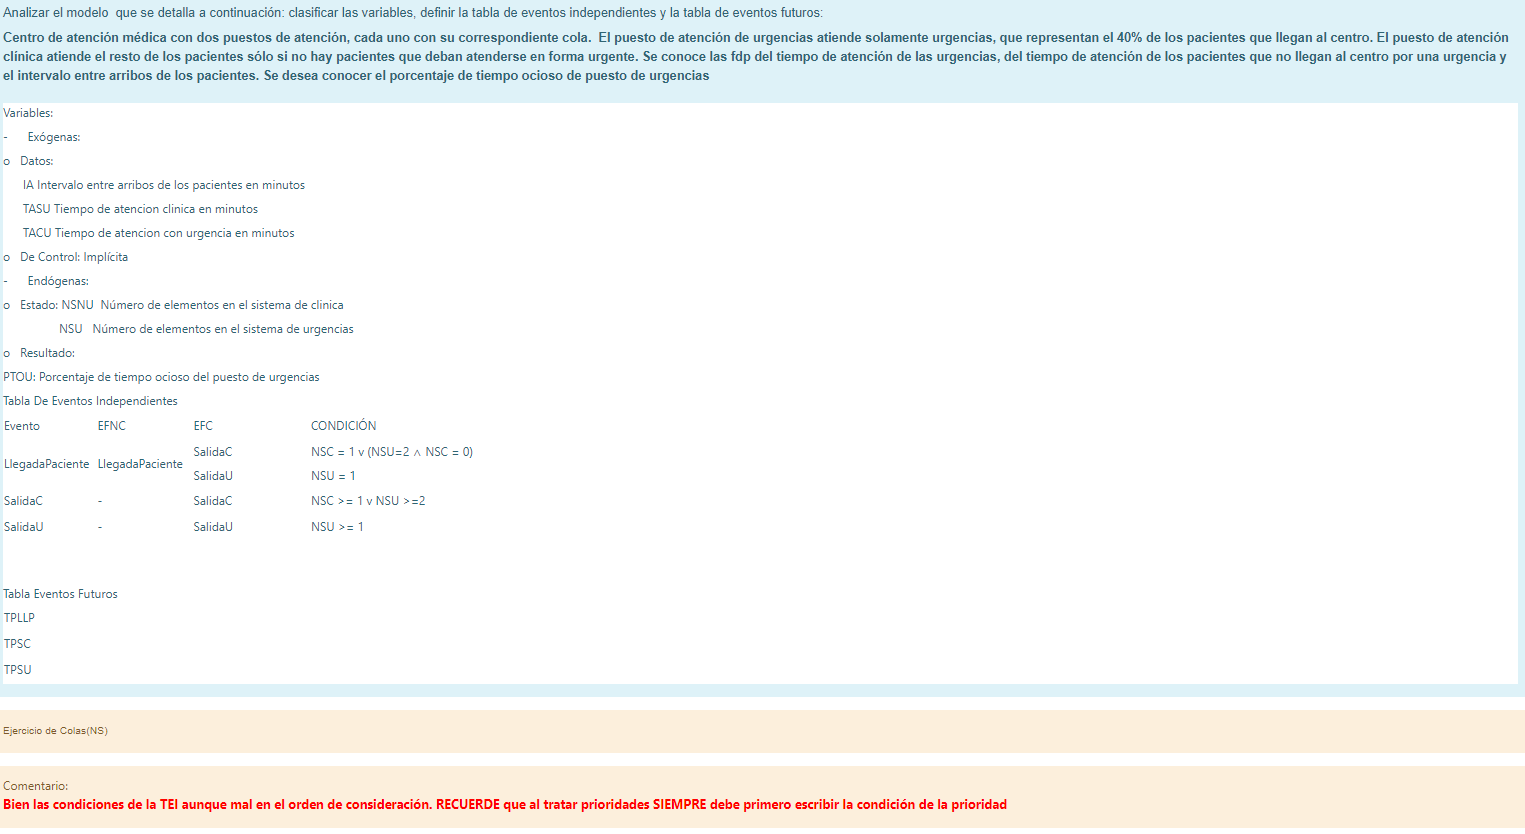 Analizar el modelo que se detalla a continuación: clasificar las variables, definir la tabla de eventos independientes y la tabla de eventos futuros:
Centro de atención médica con dos puestos de atención, cada uno con su correspondiente cola. El puesto de atención de urgencias atiende solamente urgencias, que representan el 40% de los pacientes que llegan al centro. El puesto de atención
clínica atiende el resto de los pacientes sólo si no hay pacientes que deban atenderse en forma urgente. Se conoce las fdp del tiempo de atención de las urgencias, del tiempo de atención de los pacientes que no llegan al centro por una urgencia y
el intervalo entre arribos de los pacientes. Se desea conocer el porcentaje de tiempo ocioso de puesto de urgencias
Variables:
- Exógenas:
o Datos:
IA Intervalo entre arribos de los pacientes en minutos
TASU Tiempo de atencion clinica en minutos
TACU Tiempo de atencion con urgencia en minutos
o De Control: Implícita
- Endógenas:
o Estado: NSNU Número de elementos en el sistema de clinica
NSU Número de elementos en el sistema de urgencias
o Resultado:
PTOU: Porcentaje de tiempo ocioso del puesto de urgencias
Tabla De Eventos Independientes
Evento EFNC EFC CONDICIÓN
SalidaC NSC = 1 v (NSU=2 ∧ NSC = 0)
LlegadaPaciente LlegadaPaciente
SalidaU NSU = 1
SalidaC - SalidaC NSC >= 1 v NSU >=2
SalidaU - SalidaU NSU >= 1
Tabla Eventos Futuros
TPLLP
TPSC
TPSU
Ejercicio de Colas(NS)
Comentario:
Bien las condiciones de la TEI aunque mal en el orden de consideración. RECUERDE que al tratar prioridades SIEMPRE debe primero escribir la condición de la prioridad